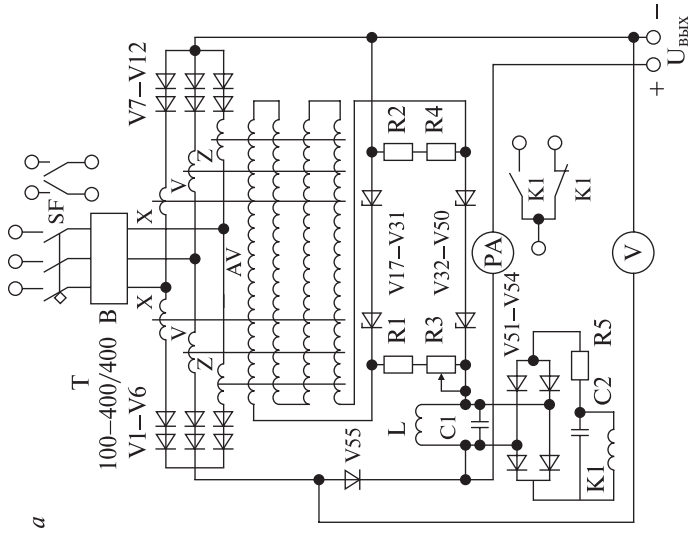 а
T
100–400/400
B
SF
V1–V6
V7–V12
X
X
V
V
Z
Z
AV
R1
R2
V17–V31
R3
R4
V32–V50
V55
L
C1
PA
V51–V54
K1
K1
R5
C2
K1
V
+
–
Uвых